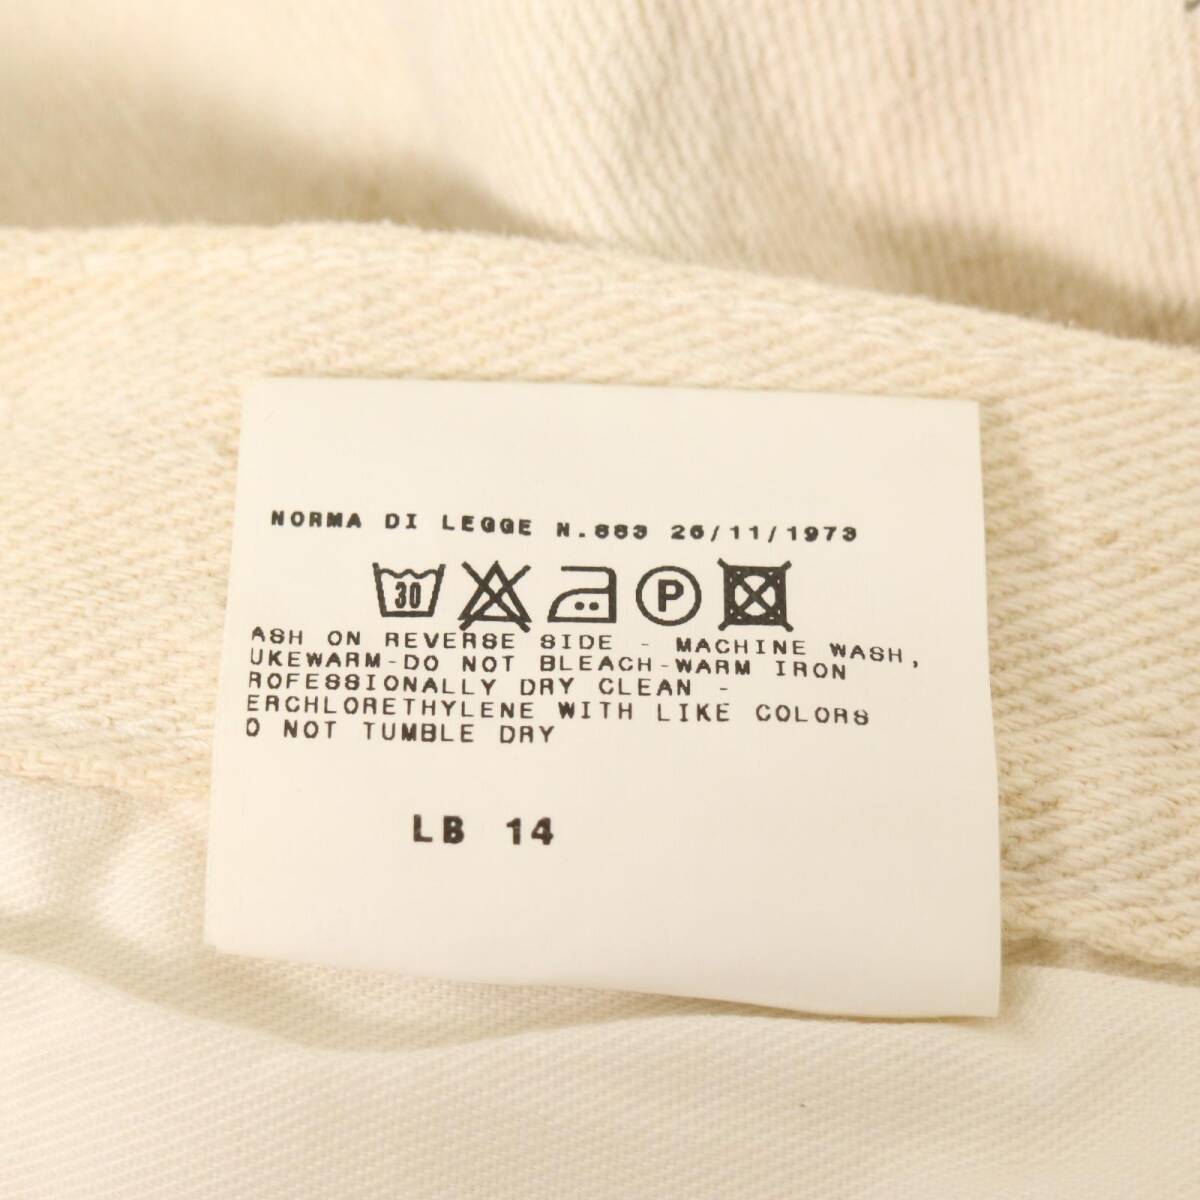 NORMA DI LEGGE N.883 26/11/1973
30 P
ASH ON REVERSE SIDE - MACHINE WASH,
UKEWARM-DO NOT BLEACH-WARM IRON
ROFESSIONALLY DRY CLEAN -
ERCHLORETHYLENE WITH LIKE COLORS
O NOT TUMBLE DRY
LB 14